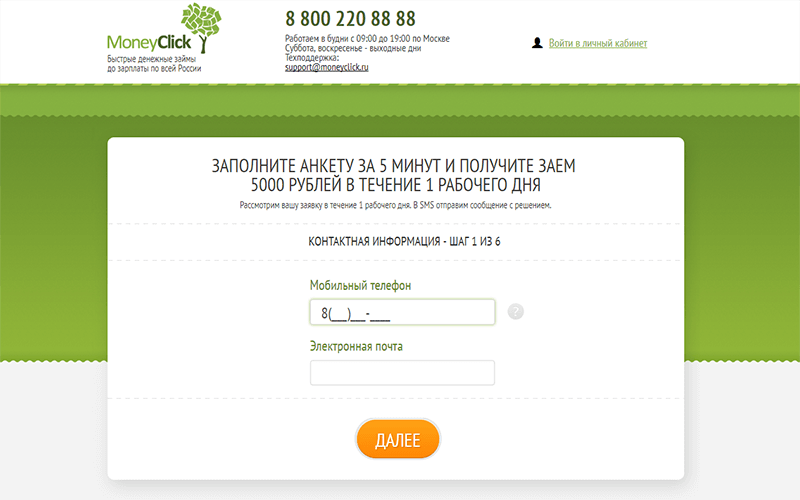 MoneyClick
Быстрые денежные займы
до зарплаты по всей России
8 800 220 88 88
Работаем в будни с 09:00 до 19:00 по Москве
Суббота, воскресенье - выходные дни
Техподдержка:
support@moneyclick.ru
Войти в личный кабинет
ЗАПОЛНИТЕ АНКЕТУ ЗА 5 МИНУТ И ПОЛУЧИТЕ ЗАЕМ
5000 РУБЛЕЙ В ТЕЧЕНИЕ 1 РАБОЧЕГО ДНЯ
Рассмотрим вашу заявку в течение 1 рабочего дня. В SMS отправим сообщение с решением.
КОНТАКТНАЯ ИНФОРМАЦИЯ - ШАГ 1 ИЗ 6
Мобильный телефон
8(___)___-____
?
Электронная почта
ДАЛЕЕ